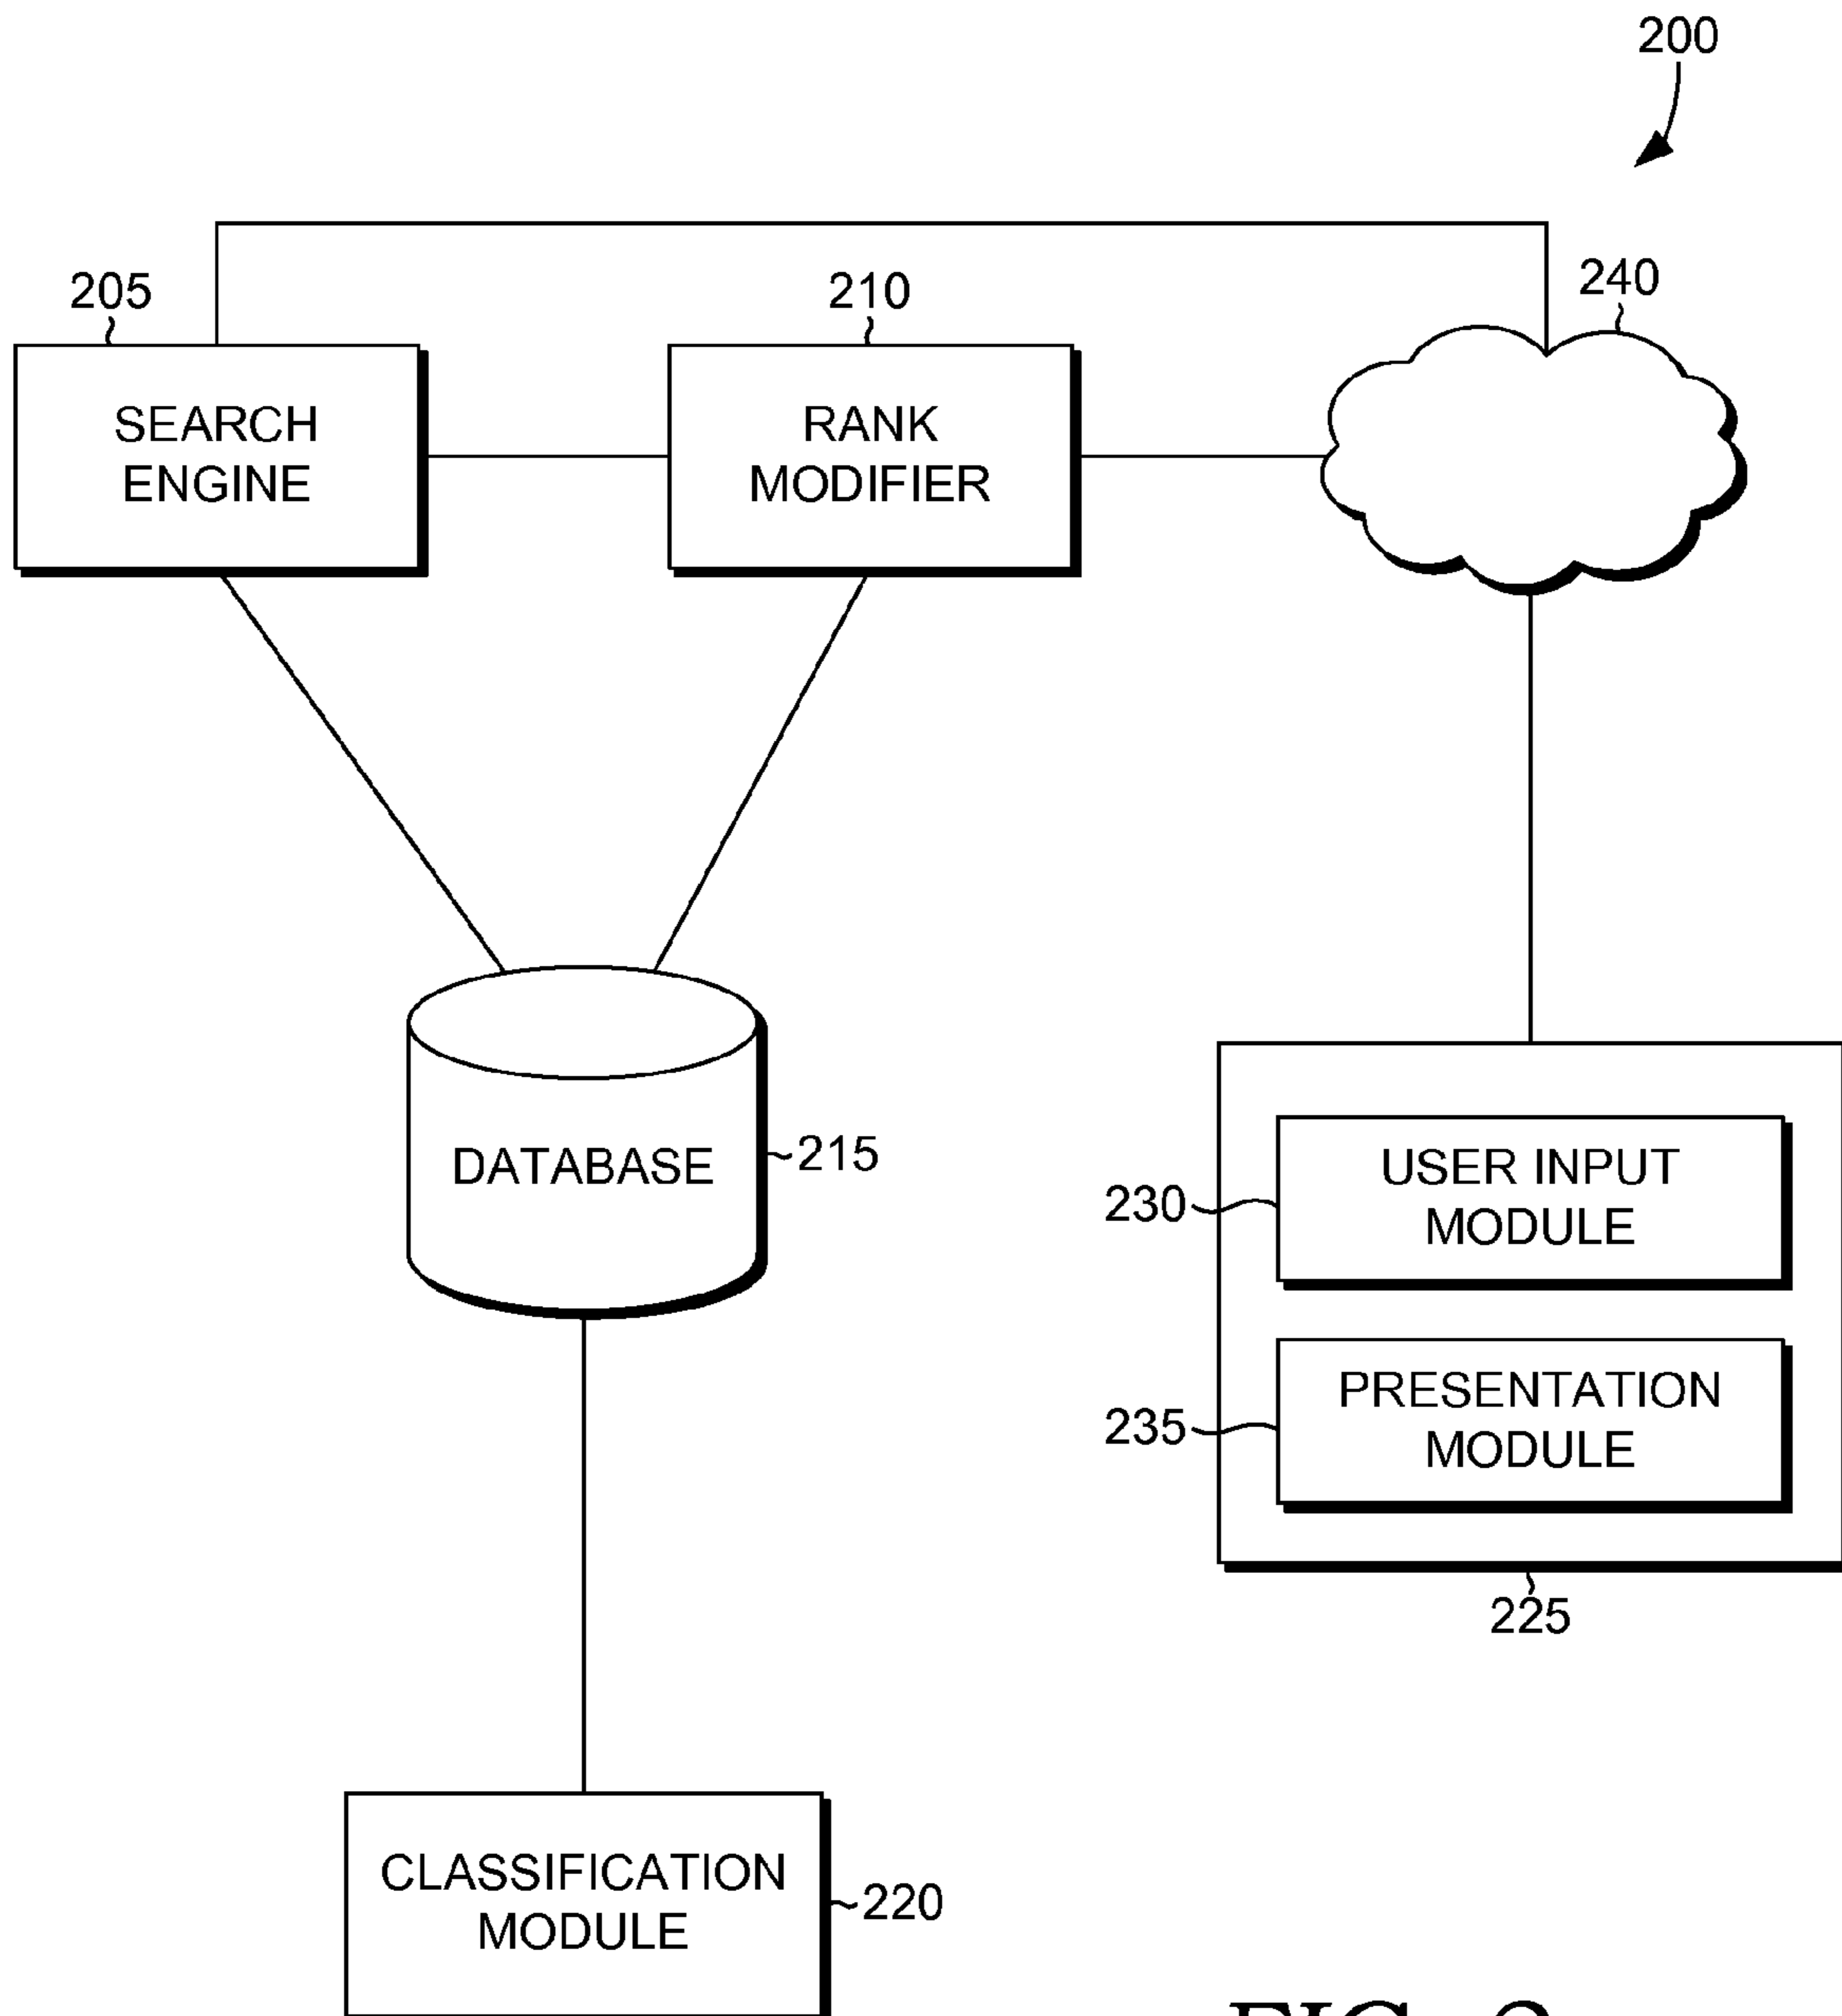 200
205
210
240
SEARCH
ENGINE
RANK
MODIFIER
DATABASE
215
230
USER INPUT
MODULE
235
PRESENTATION
MODULE
225
CLASSIFICATION
MODULE
220